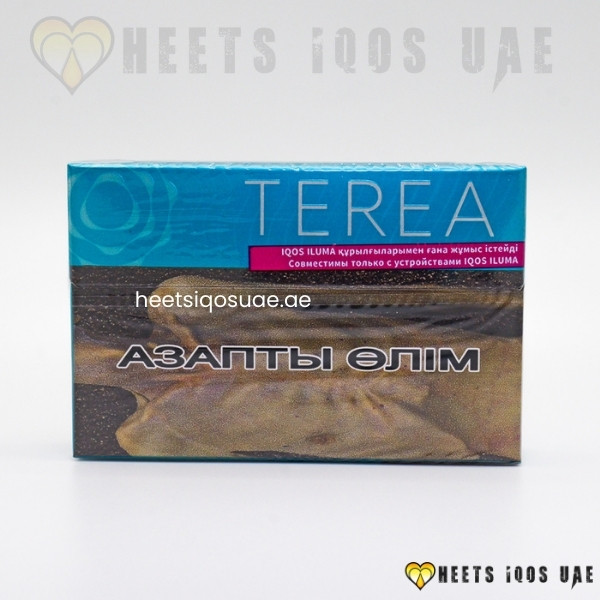 HEETS iQOS UAE
TEREA
IQOS ILUMA құрылғыларымен ғана жұмыс істейді
Совместимы только с устройствами IQOS ILUMA
heetsiqosuae.ae
АЗАПТЫ ӨЛІМ
HEETS iQOS UAE